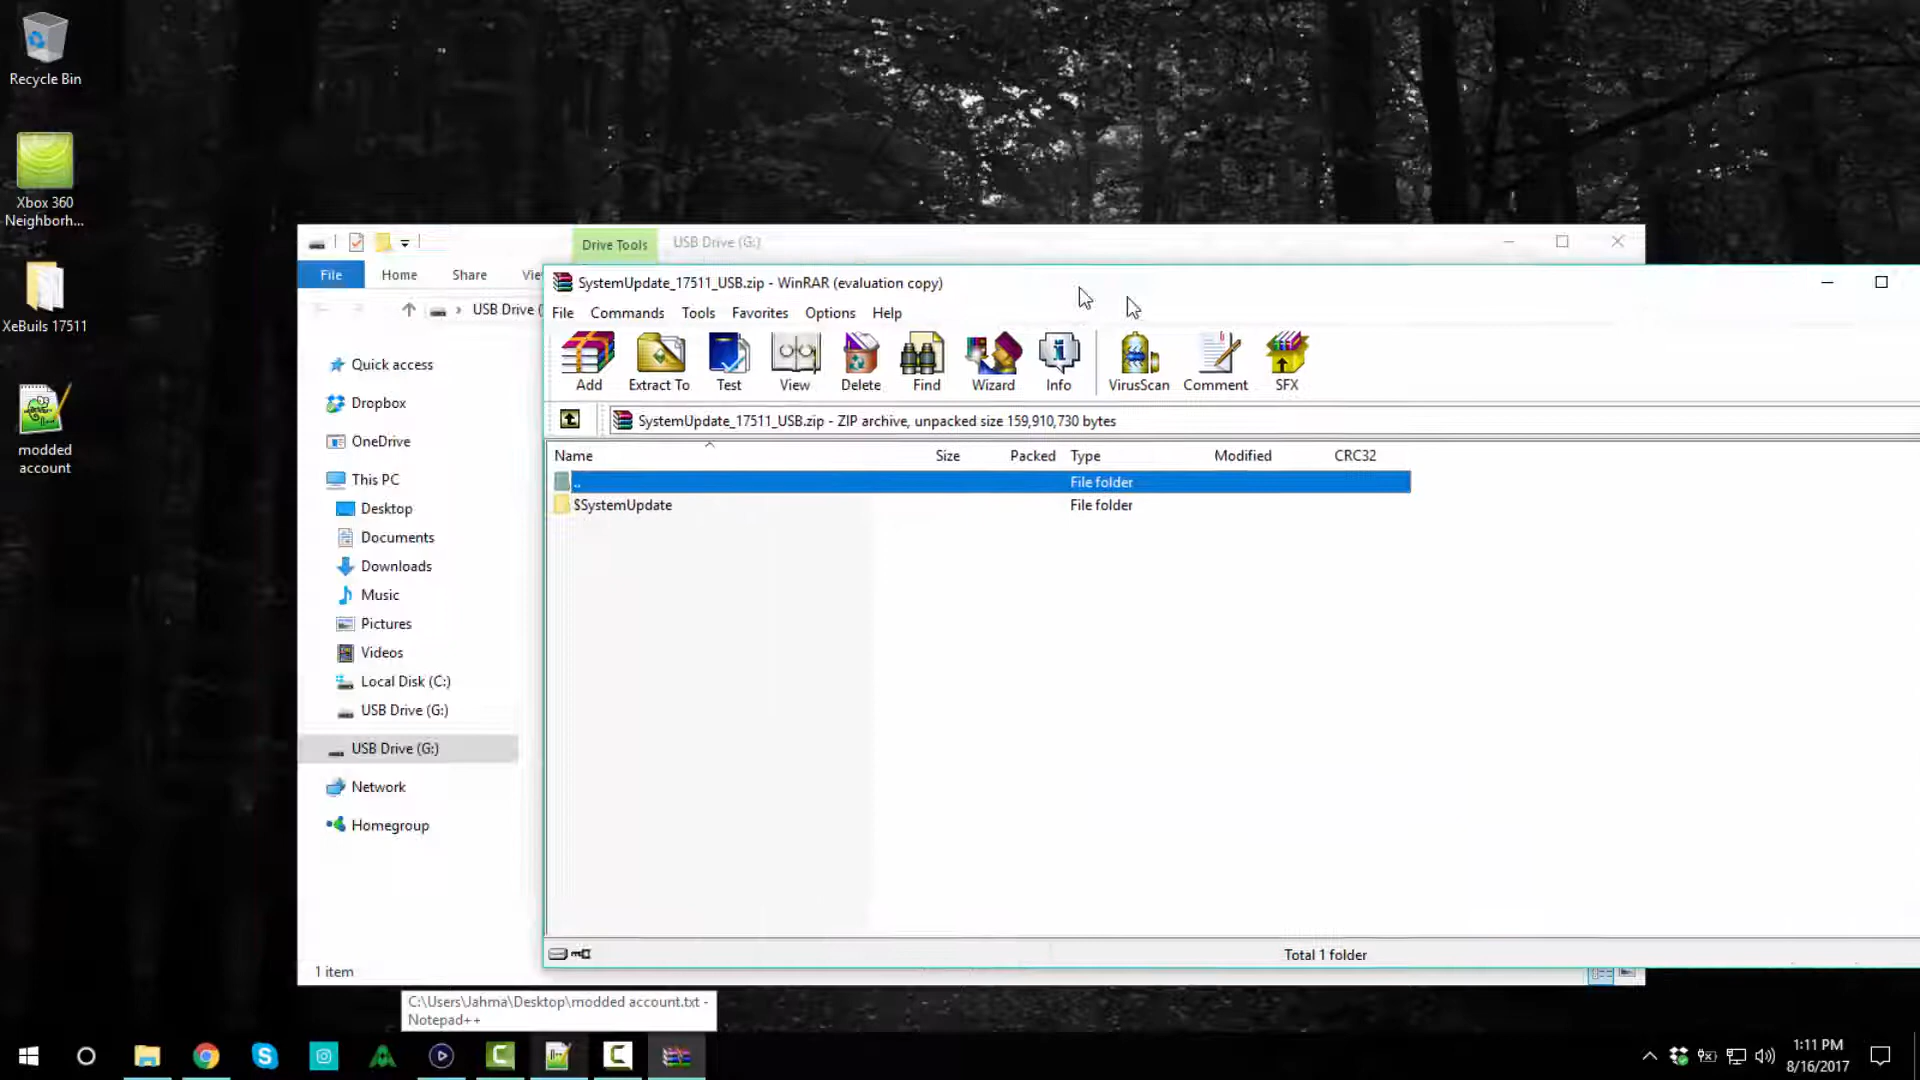 Recycle Bin
Xbox 360
Neighborh...
XeBuils 17511
modded
account
Drive Tools
USB Drive (G:)
File
Home
Share
Vie
USB Drive (
Quick access
Dropbox
OneDrive
This PC
Desktop
Documents
Downloads
Music
Pictures
Videos
Local Disk (C:)
USB Drive (G:)
USB Drive (G:)
Network
Homegroup
1 item
SystemUpdate_17511_USB.zip - WinRAR (evaluation copy)
File Commands Tools Favorites Options Help
Add Extract To Test View Delete Find Wizard Info VirusScan Comment SFX
SystemUpdate_17511_USB.zip - ZIP archive, unpacked size 159,910,730 bytes
Name Size Packed Type Modified CRC32
.. File folder
$SystemUpdate File folder
Total 1 folder
C:\Users\Jahma\Desktop\modded account.txt -
Notepad++
1:11 PM
8/16/2017